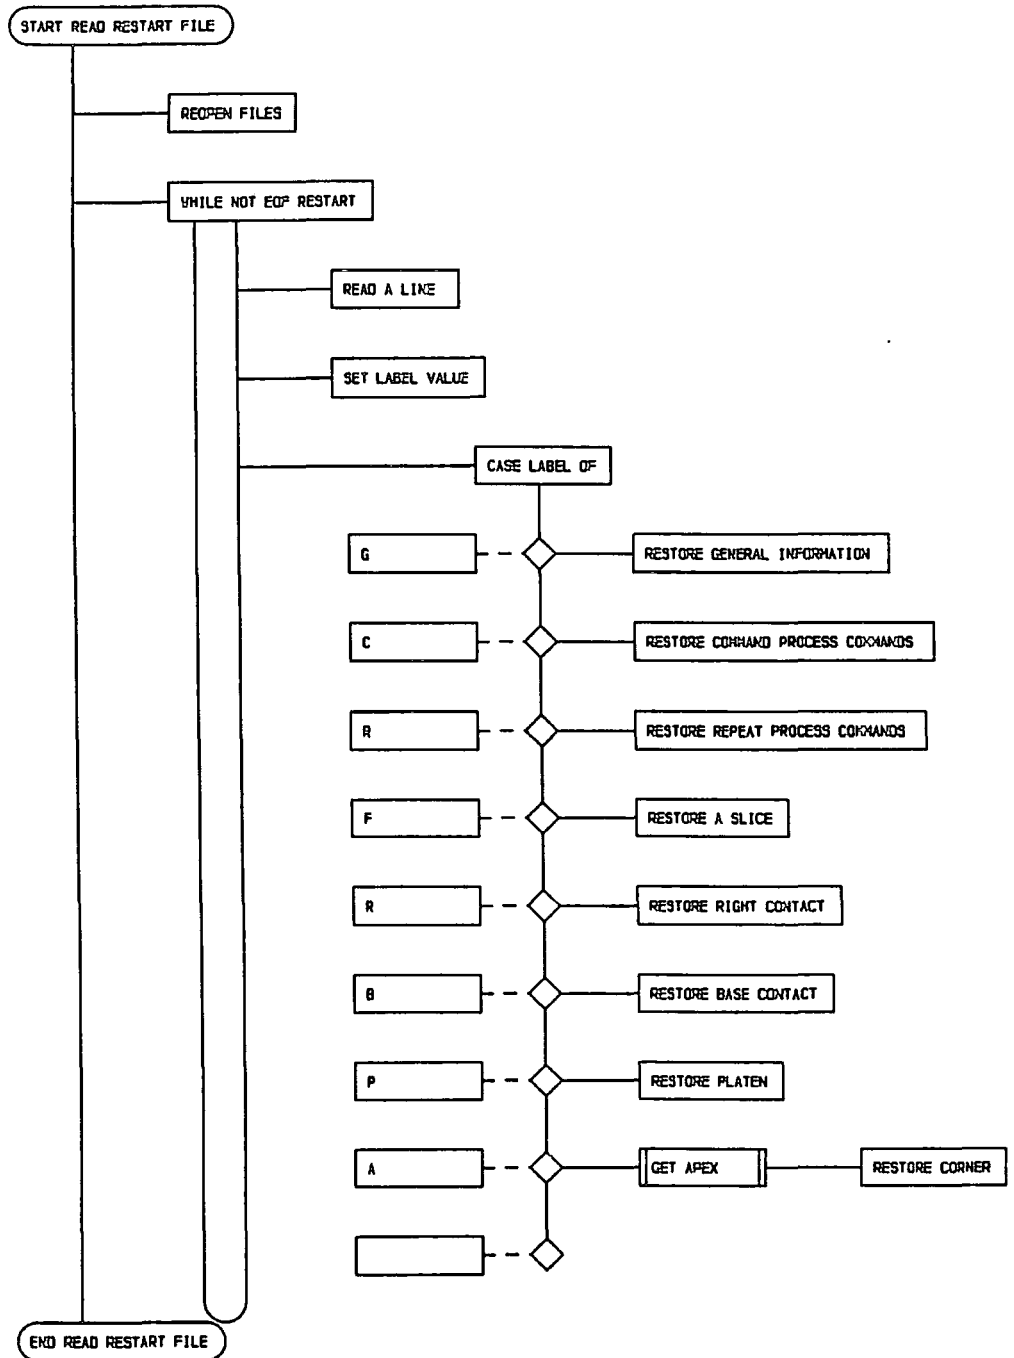 START READ RESTART FILE
REOPEN FILES
WHILE NOT EOF RESTART
READ A LINE
SET LABEL VALUE
CASE LABEL OF
G
RESTORE GENERAL INFORMATION
C
RESTORE COMMAND PROCESS COMMANDS
R
RESTORE REPEAT PROCESS COMMANDS
F
RESTORE A SLICE
R
RESTORE RIGHT CONTACT
B
RESTORE BASE CONTACT
P
RESTORE PLATEN
A
GET APEX
RESTORE CORNER
END READ RESTART FILE